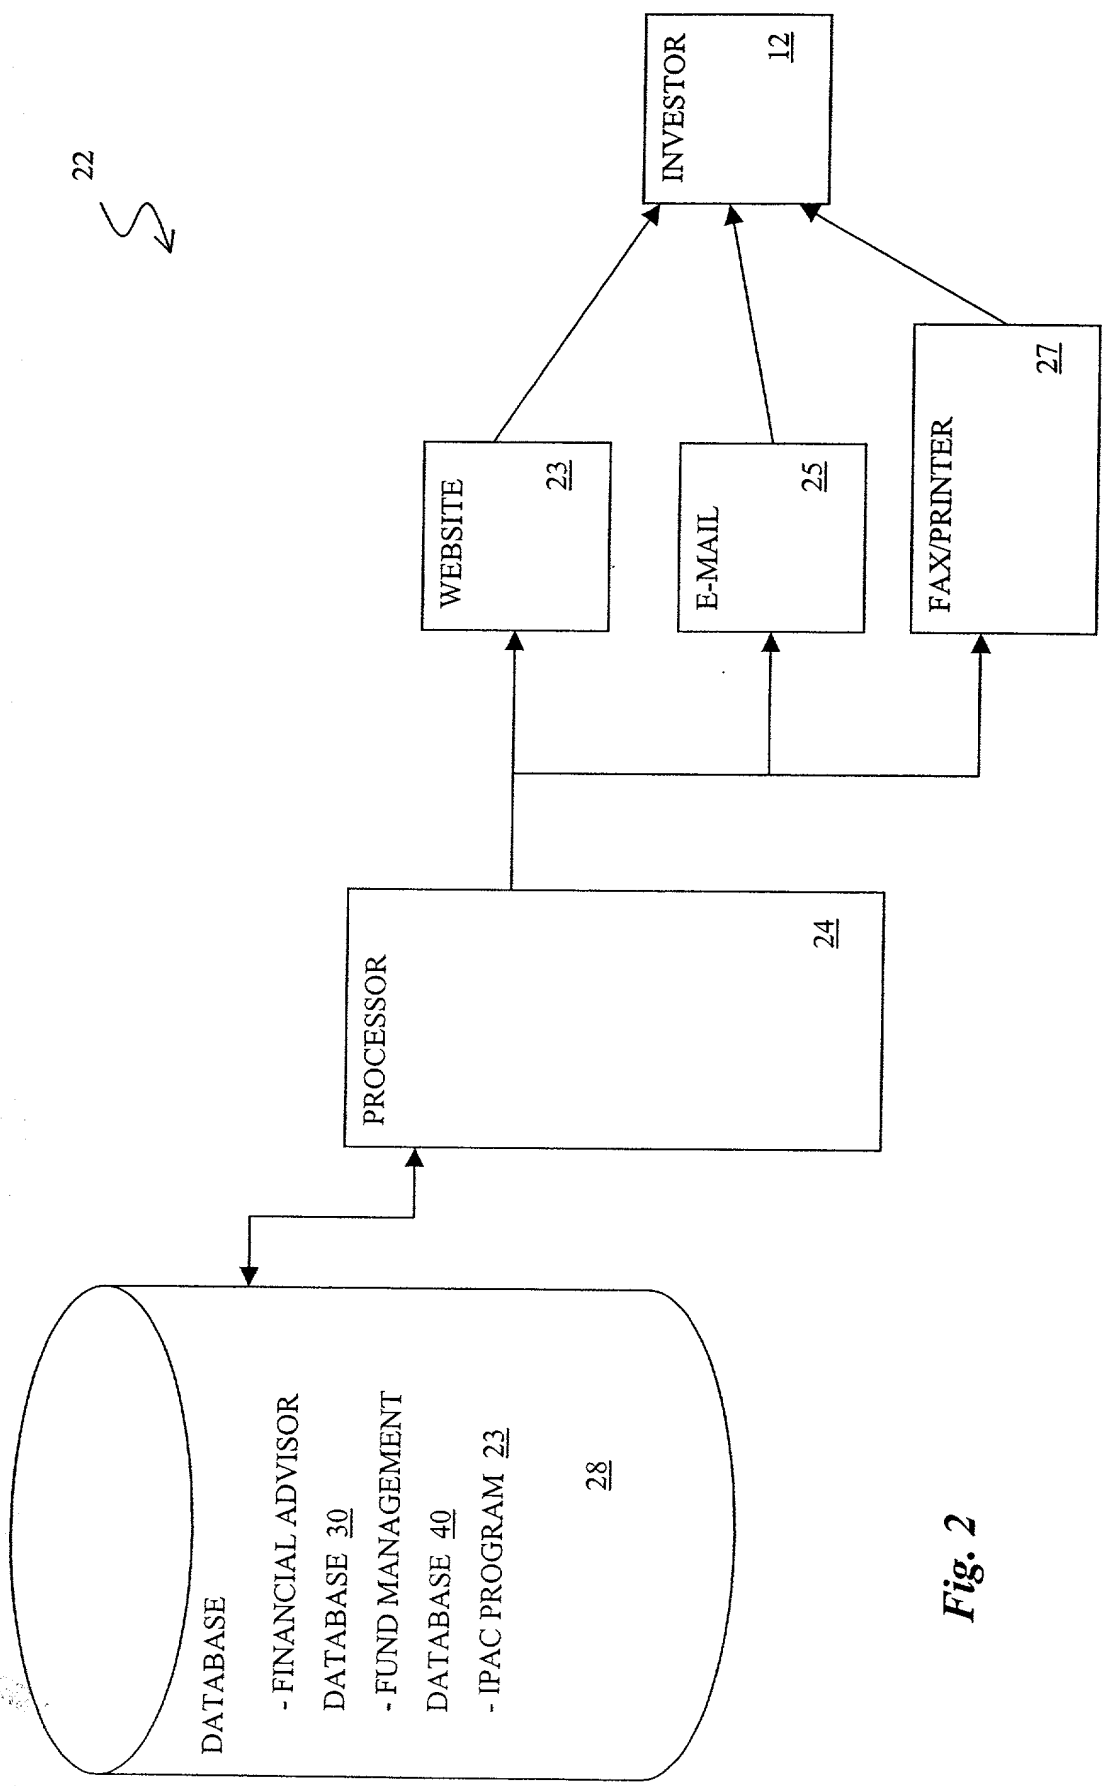 22
DATABASE
- FINANCIAL ADVISOR
DATABASE 30
- FUND MANAGEMENT
DATABASE 40
- IPAC PROGRAM 23
28
PROCESSOR
24
WEBSITE
23
E-MAIL
25
FAX/PRINTER
27
INVESTOR
12
Fig. 2